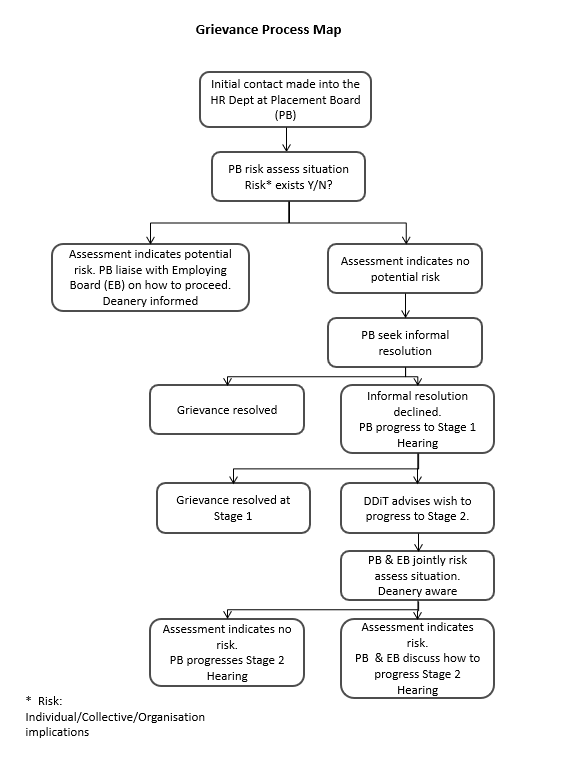 Grievance Process Map
Initial contact made into the
HR Dept at Placement Board
(PB)
PB risk assess situation
Risk* exists Y/N?
Assessment indicates potential
risk. PB liaise with Employing
Board (EB) on how to proceed.
Deanery informed
Assessment indicates no
potential risk
PB seek informal
resolution
Grievance resolved
Informal resolution
declined.
PB progress to Stage 1
Hearing
Grievance resolved at
Stage 1
DDiT advises wish to
progress to Stage 2.
PB & EB jointly risk
assess situation.
Deanery aware
Assessment indicates no
risk.
PB progresses Stage 2
Hearing
Assessment indicates
risk.
PB & EB discuss how to
progress Stage 2
Hearing
* Risk:
Individual/Collective/Organisation
implications